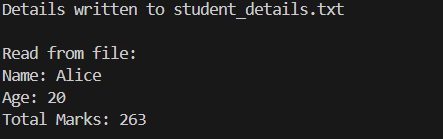 Details written to student_details.txt
Read from file:
Name: Alice
Age: 20
Total Marks: 263